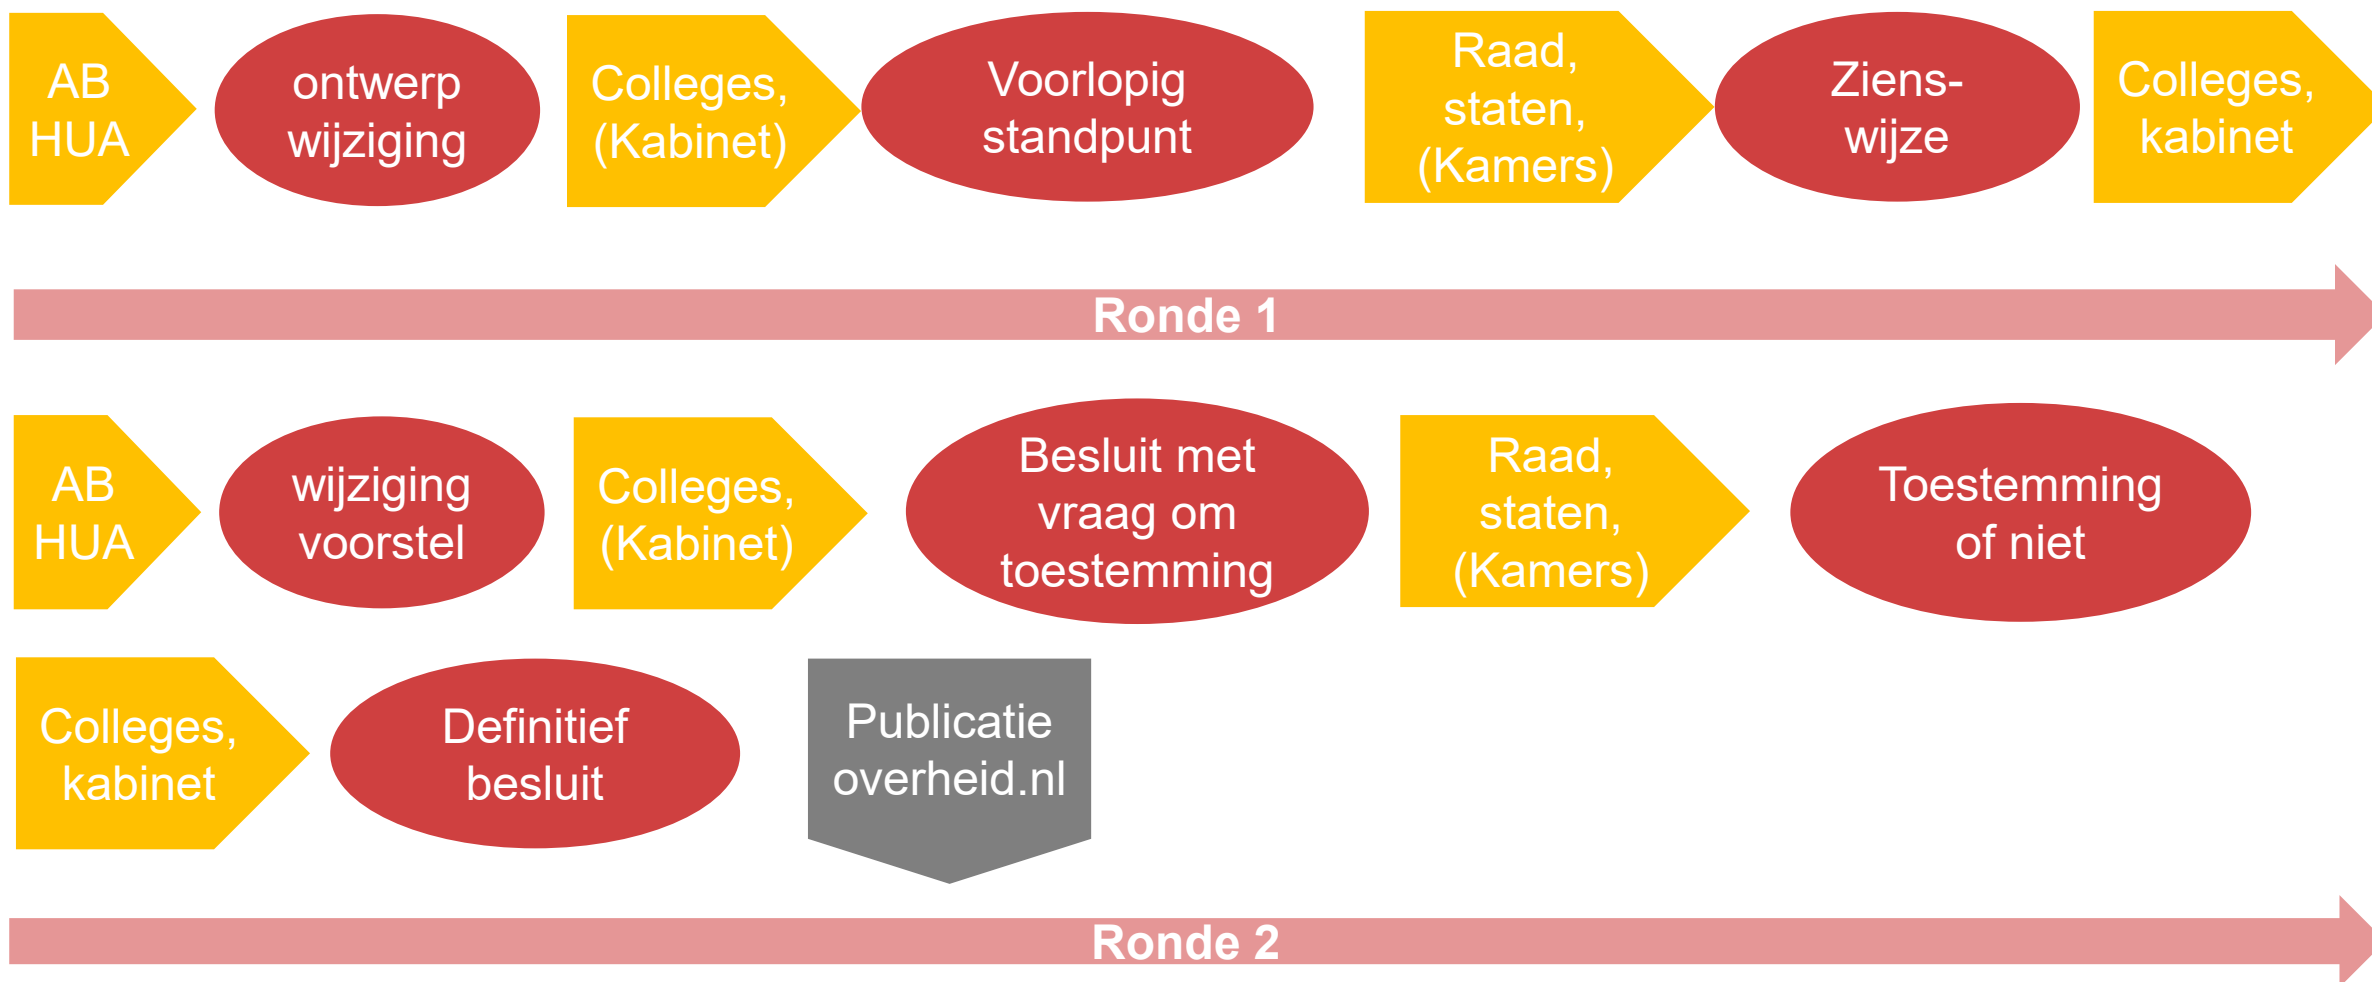 AB
HUA
ontwerp
wijziging
Colleges,
(Kabinet)
Voorlopig
standpunt
Raad,
staten,
(Kamers)
Ziens-
wijze
Colleges,
kabinet
Ronde 1
AB
HUA
wijziging
voorstel
Colleges,
(Kabinet)
Besluit met
vraag om
toestemming
Raad,
staten,
(Kamers)
Toestemming
of niet
Colleges,
kabinet
Definitief
besluit
Publicatie
overheid.nl
Ronde 2